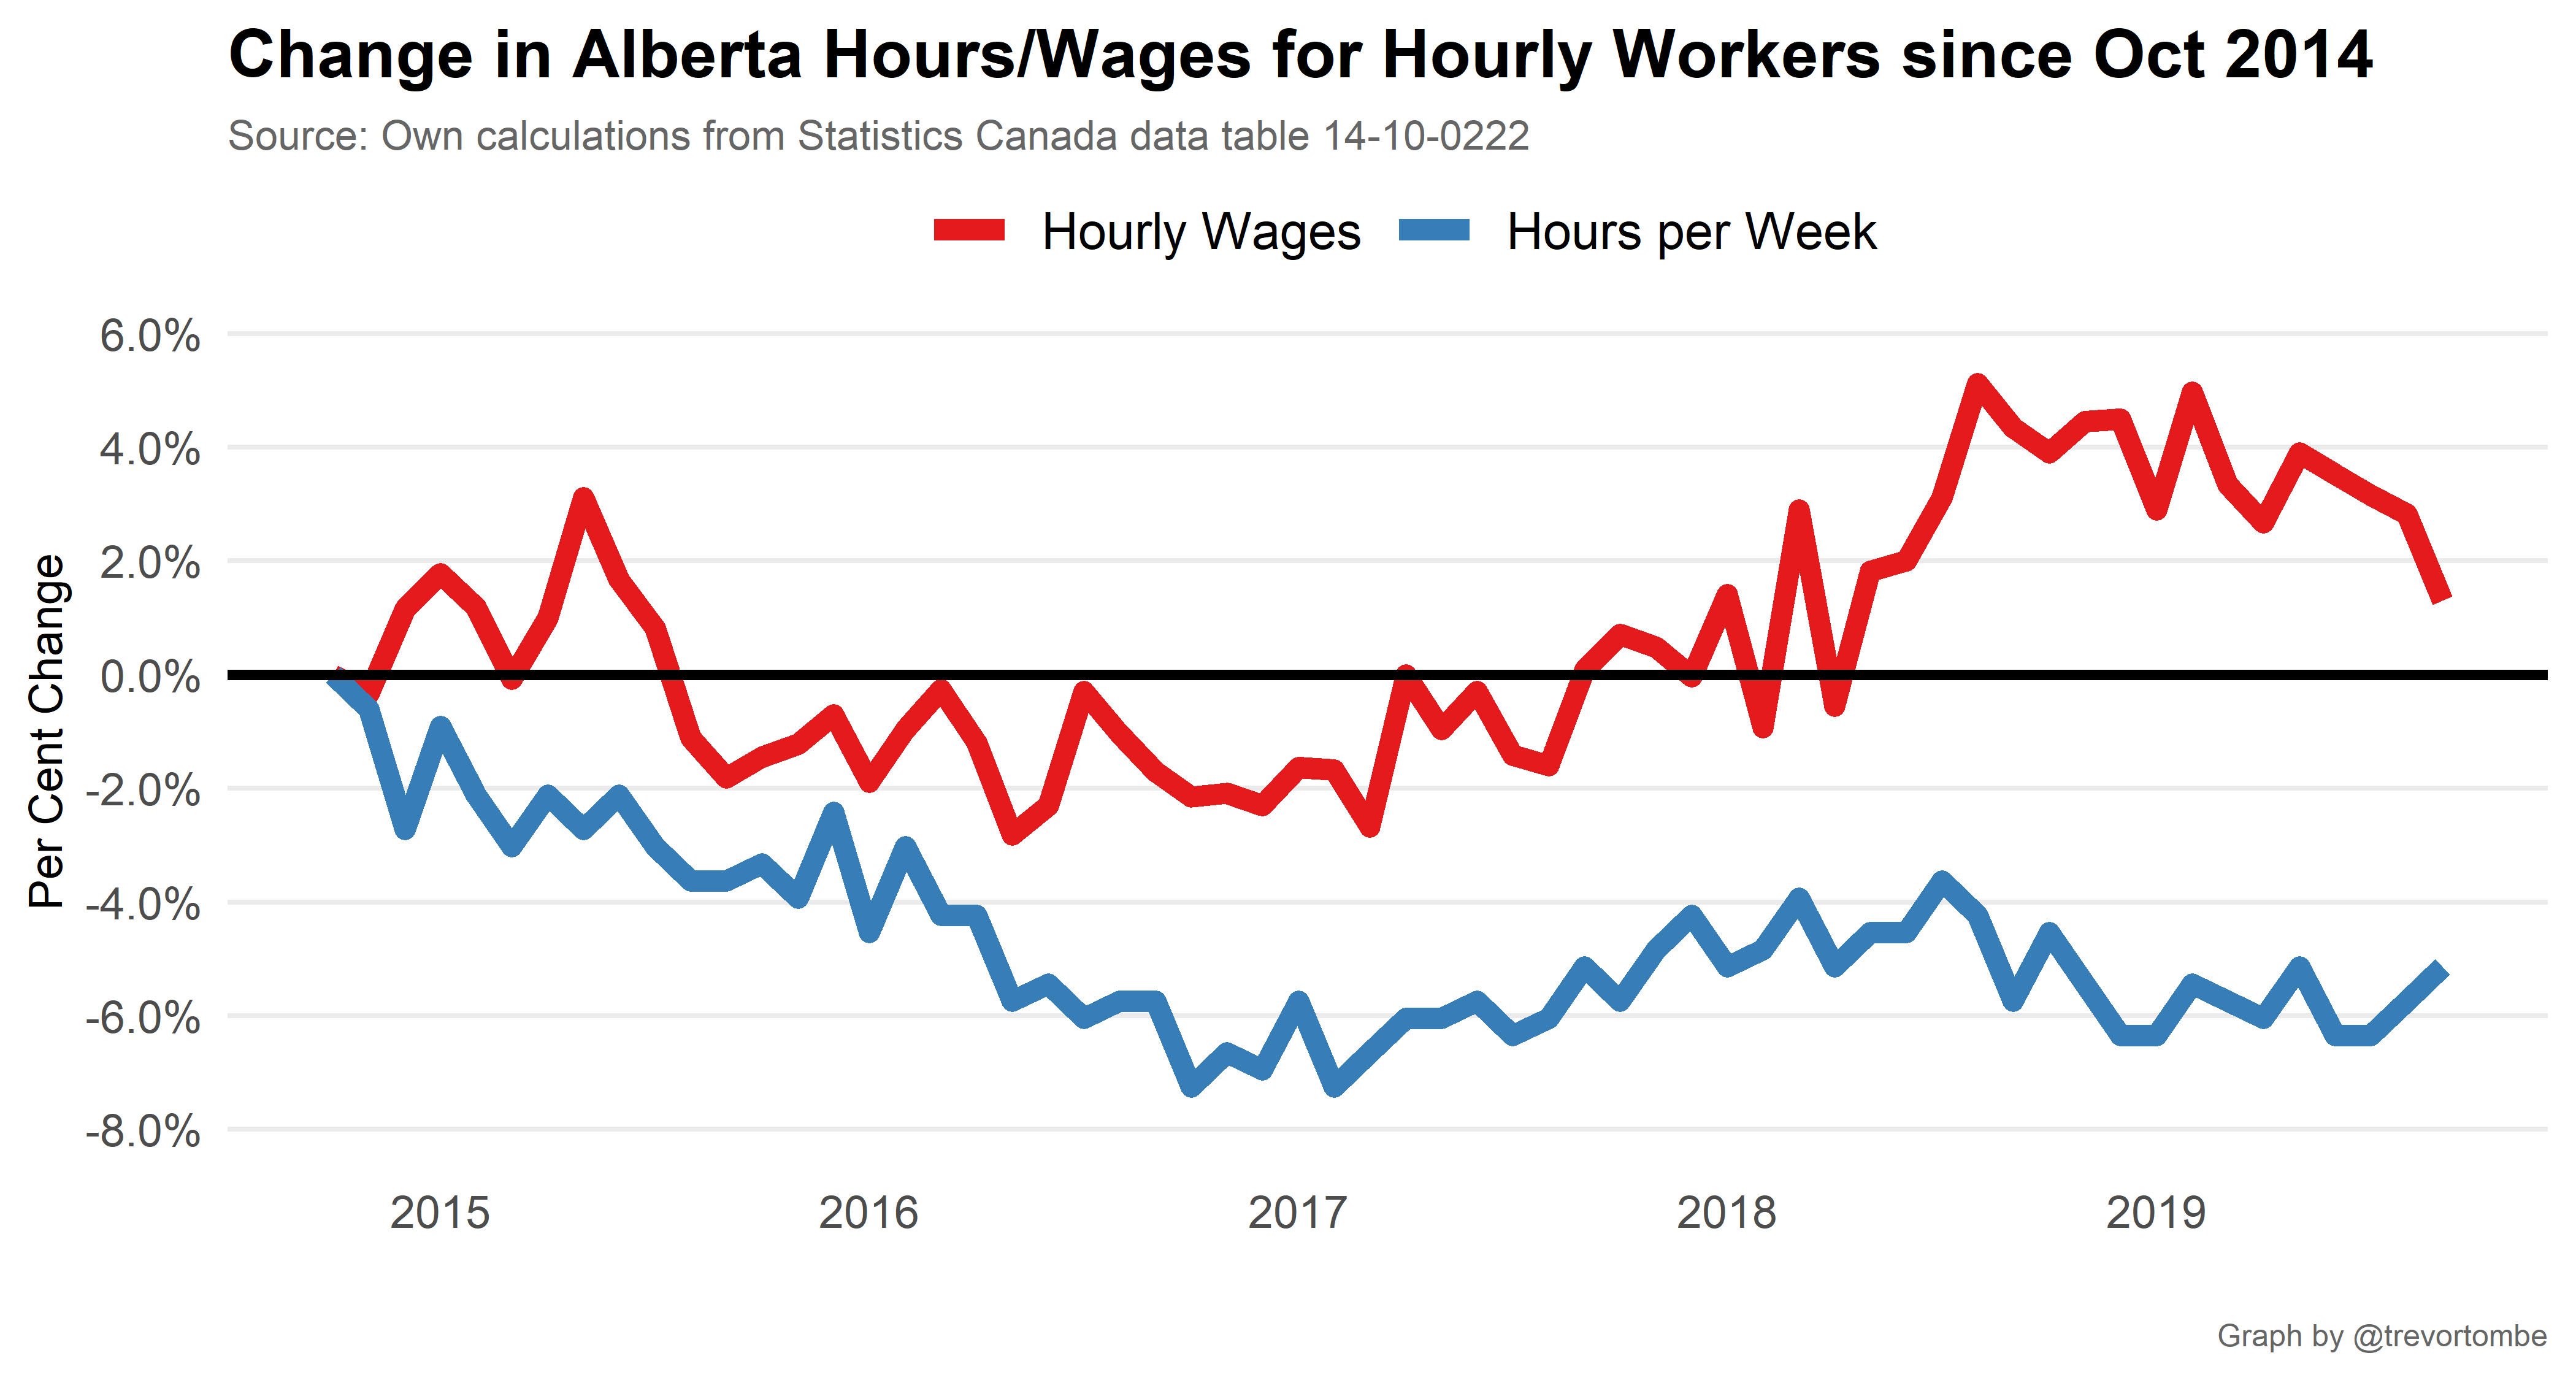 Change in Alberta Hours/Wages for Hourly Workers since Oct 2014
Source: Own calculations from Statistics Canada data table 14-10-0222
Hourly Wages
Hours per Week
Per Cent Change
6.0%
4.0%
2.0%
0.0%
-2.0%
-4.0%
-6.0%
-8.0%
2015
2016
2017
2018
2019
Graph by @trevortombe